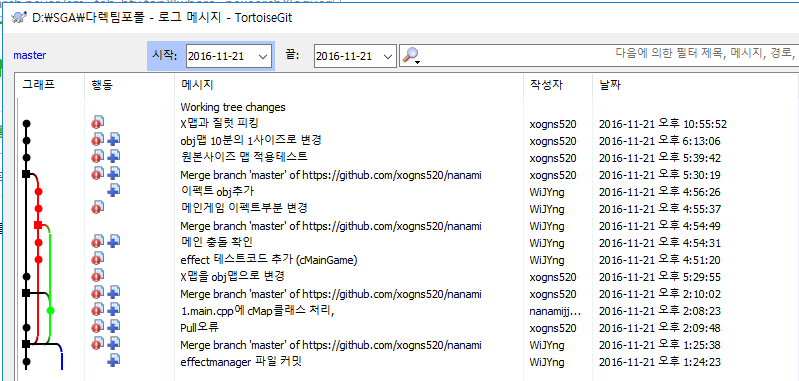 D:₩SGA₩다렉팀포폴 - 로그 메시지 - TortoiseGit
master 시작: 2016-11-21 끝: 2016-11-21 다음에 의한 필터 제목, 메시지, 경로,
그래프 행동 메시지 작성자 날짜
Working tree changes
X맵과 질럿 피킹 xogns520 2016-11-21 오후 10:55:52
obj맵 10분의 1사이즈로 변경 xogns520 2016-11-21 오후 6:13:06
원본사이즈 맵 적용테스트 xogns520 2016-11-21 오후 5:39:42
Merge branch 'master' of https://github.com/xogns520/nanami xogns520 2016-11-21 오후 5:30:19
이펙트 obj추가 WiJYng 2016-11-21 오후 4:56:26
메인게임 이펙트부분 변경 WiJYng 2016-11-21 오후 4:55:37
Merge branch 'master' of https://github.com/xogns520/nanami WiJYng 2016-11-21 오후 4:54:49
메인 충돌 확인 WiJYng 2016-11-21 오후 4:54:31
effect 테스트코드 추가 (cMainGame) WiJYng 2016-11-21 오후 4:51:20
X맵을 obj맵으로 변경 xogns520 2016-11-21 오후 5:29:55
Merge branch 'master' of https://github.com/xogns520/nanami xogns520 2016-11-21 오후 2:10:02
1.main.cpp에 cMap클래스 처리, nanamijj... 2016-11-21 오후 2:08:23
Pull오류 xogns520 2016-11-21 오후 2:09:48
Merge branch 'master' of https://github.com/xogns520/nanami WiJYng 2016-11-21 오후 1:25:38
effectmanager 파일 커밋 WiJYng 2016-11-21 오후 1:24:23